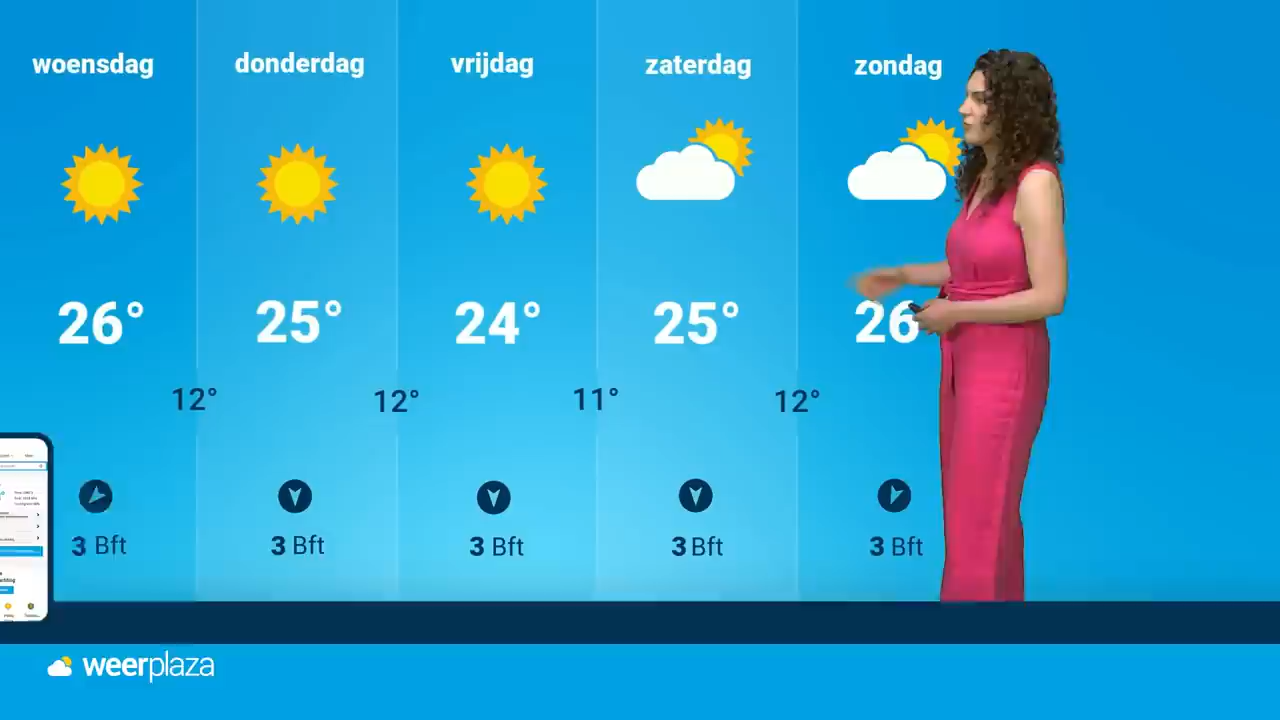 woensdag donderdag vrijdag zaterdag zondag
26° 25° 24° 25° 26
12° 12° 11° 12°
3 Bft 3 Bft 3 Bft 3 Bft 3 Bft
weerplaza